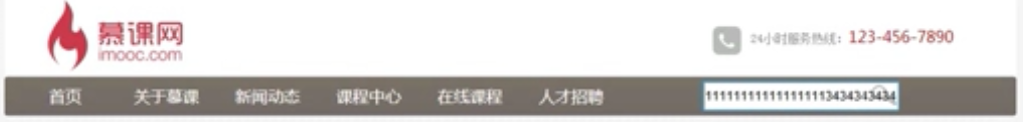 慕课网
imooc.com
24小时服务热线：123-456-7890
首页 关于慕课 新闻动态 课程中心 在线课程 人才招聘